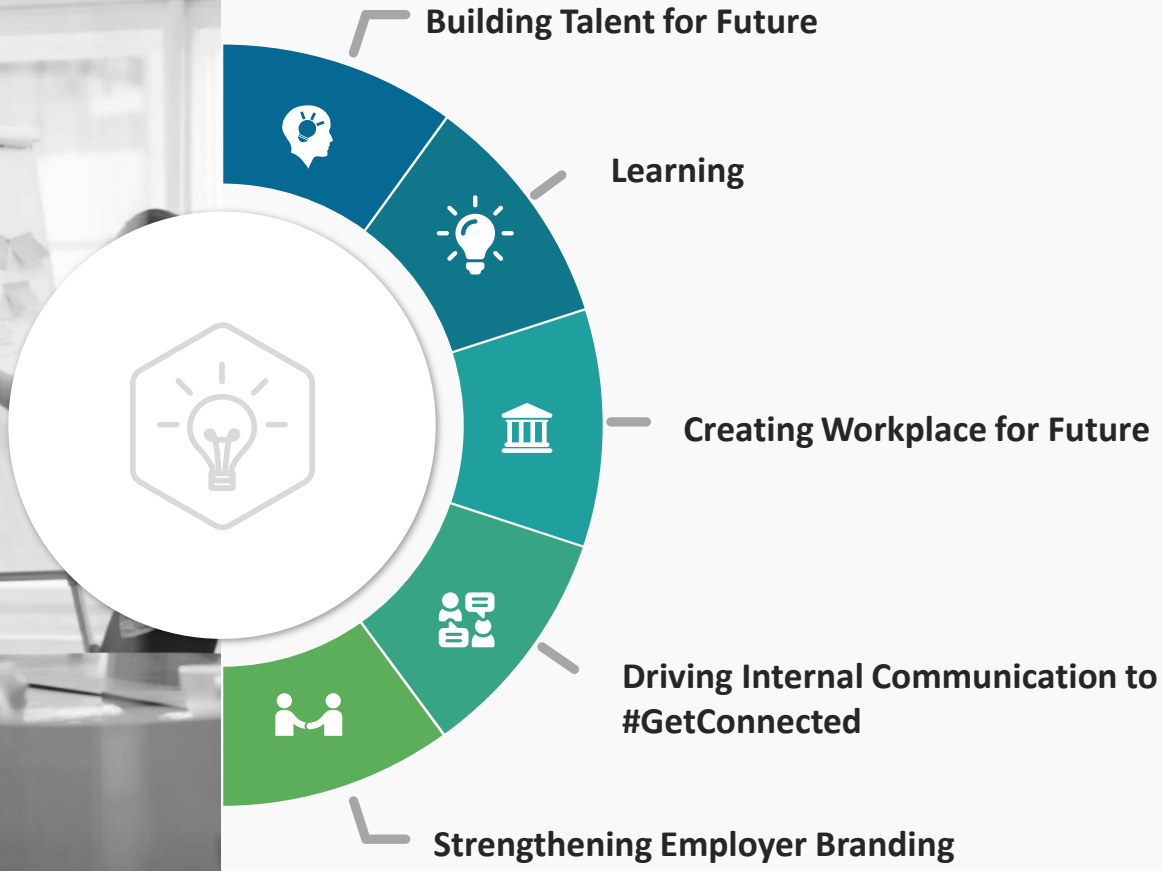 Building Talent for Future
Learning
Creating Workplace for Future
Driving Internal Communication to
#GetConnected
Strengthening Employer Branding